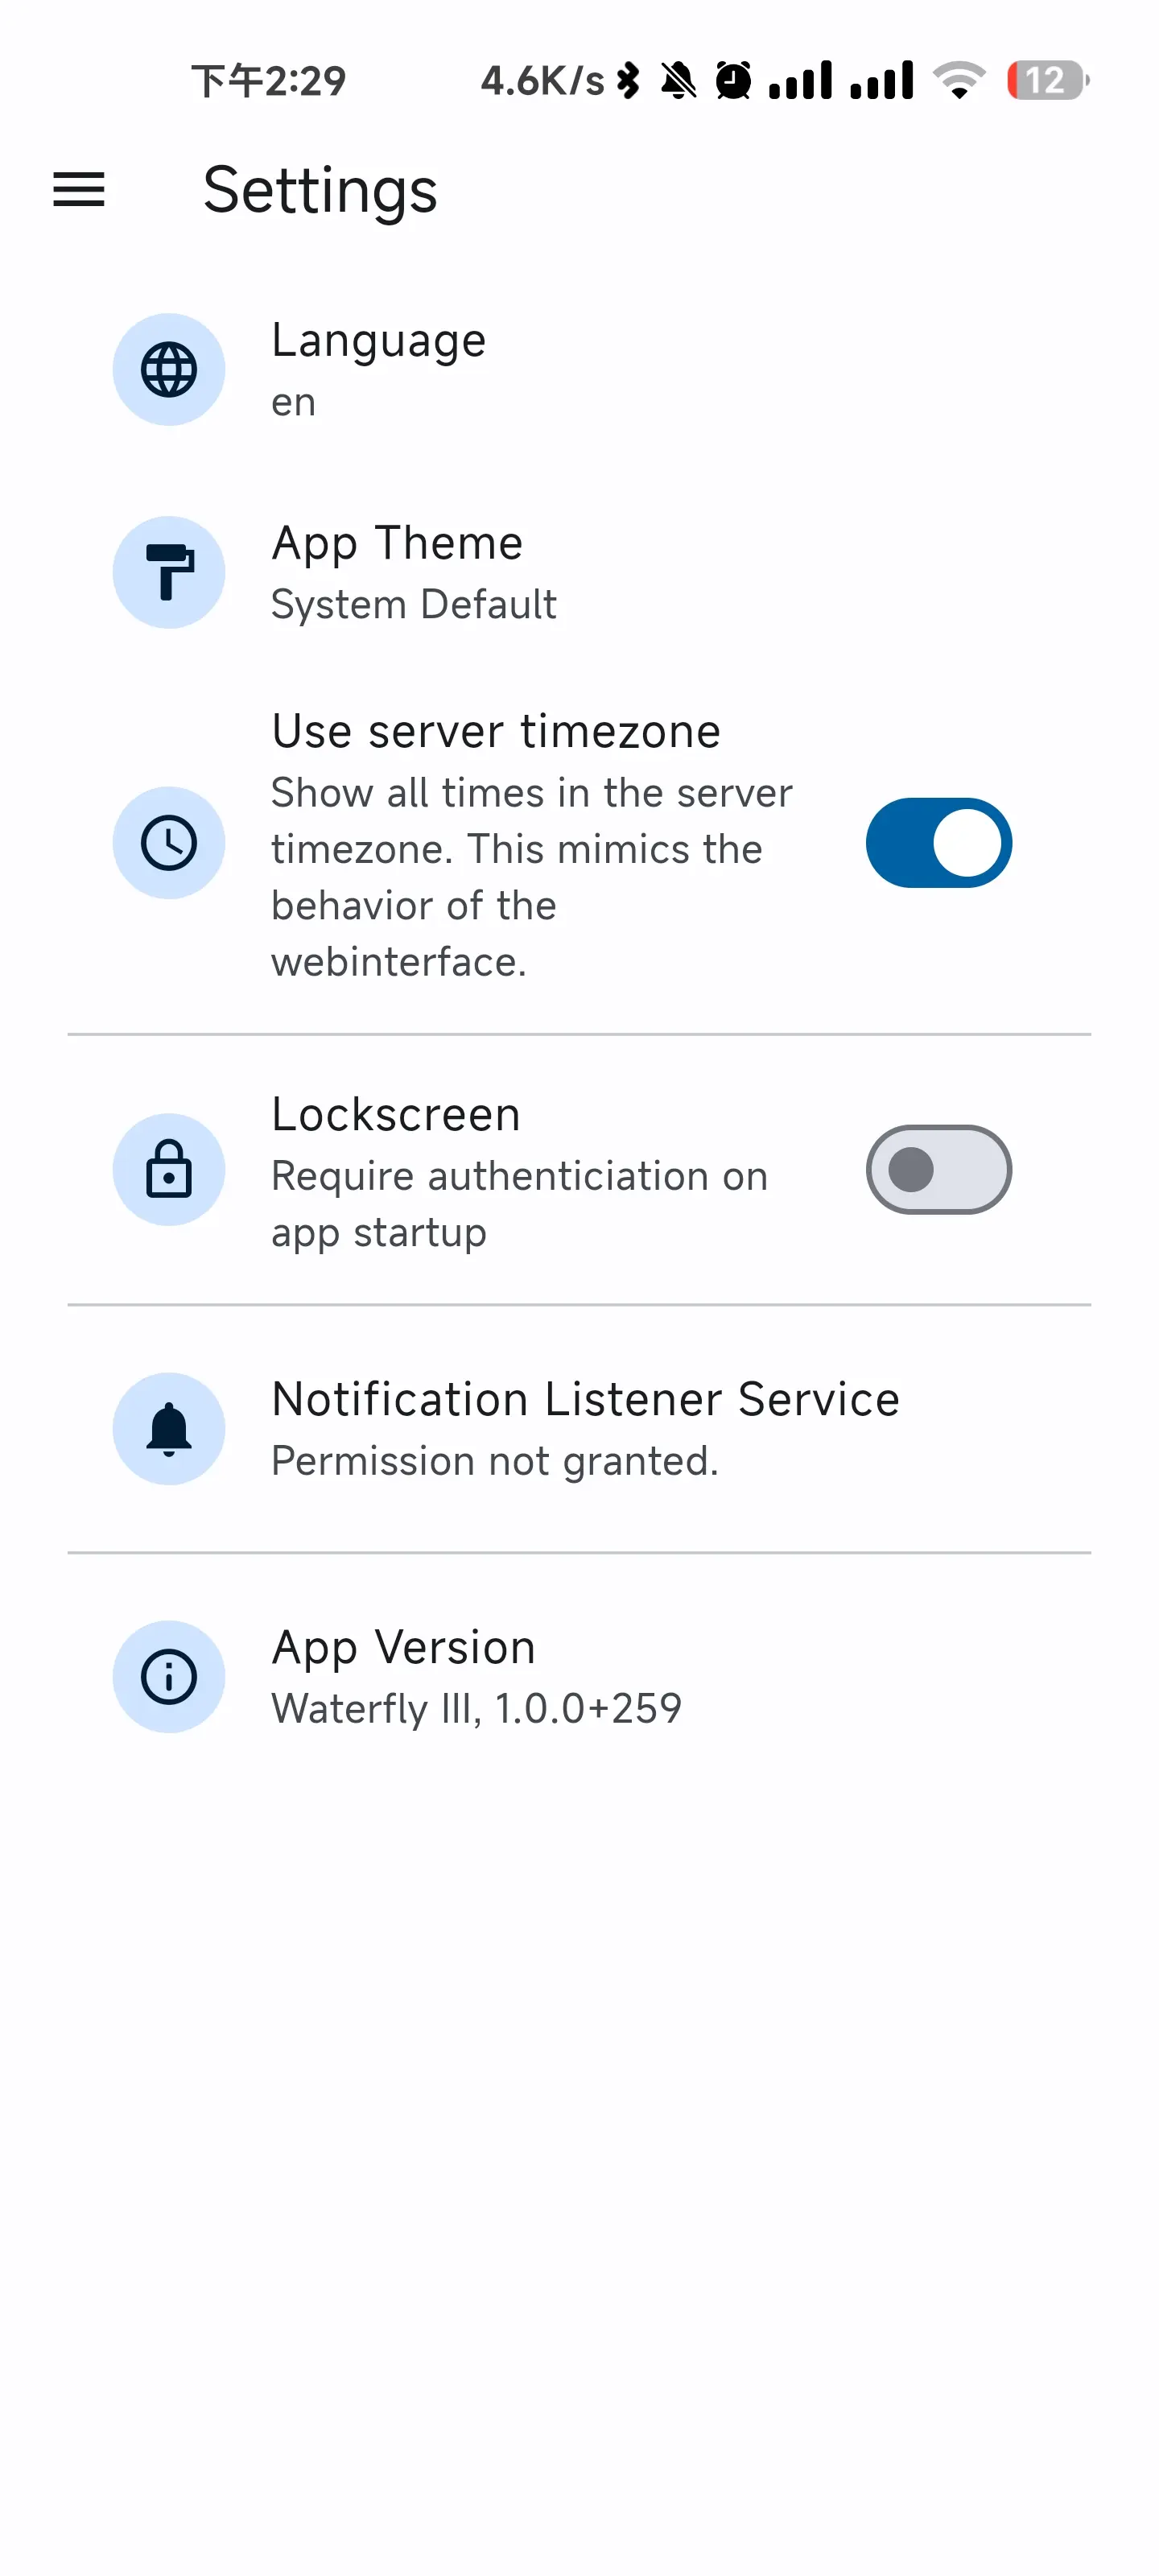 下午2:29 4.6K/s 12
Settings
Language
en
App Theme
System Default
Use server timezone
Show all times in the server
timezone. This mimics the
behavior of the
webinterface.
Lockscreen
Require authenticiation on
app startup
Notification Listener Service
Permission not granted.
App Version
Waterfly III, 1.0.0+259